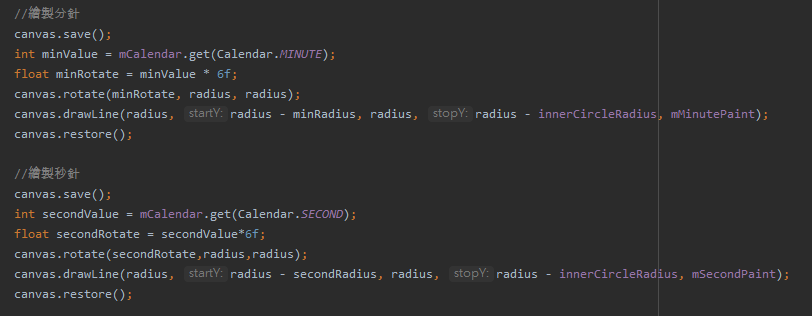 //繪製分針
canvas.save();
int minValue = mCalendar.get(Calendar.MINUTE);
float minRotate = minValue * 6f;
canvas.rotate(minRotate, radius, radius);
canvas.drawLine(radius, startY: radius - minRadius, radius, stopY: radius - innerCircleRadius, mMinutePaint);
canvas.restore();
//繪製秒針
canvas.save();
int secondValue = mCalendar.get(Calendar.SECOND);
float secondRotate = secondValue*6f;
canvas.rotate(secondRotate,radius,radius);
canvas.drawLine(radius, startY: radius - secondRadius, radius, stopY: radius - innerCircleRadius, mSecondPaint);
canvas.restore();